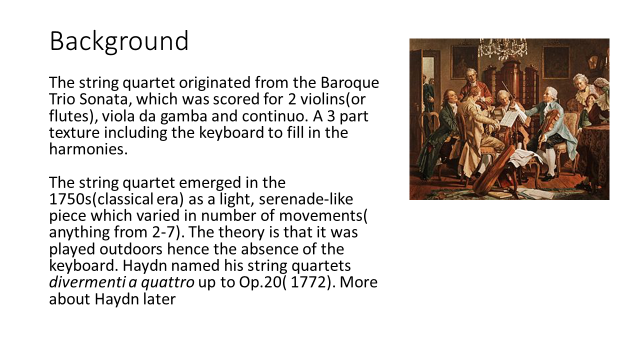 Background
The string quartet originated from the Baroque
Trio Sonata, which was scored for 2 violins(or
flutes), viola da gamba and continuo. A 3 part
texture including the keyboard to fill in the
harmonies.
The string quartet emerged in the
1750s(classical era) as a light, serenade-like
piece which varied in number of movements(
anything from 2-7). The theory is that it was
played outdoors hence the absence of the
keyboard. Haydn named his string quartets
divermenti a quattro up to Op.20( 1772). More
about Haydn later